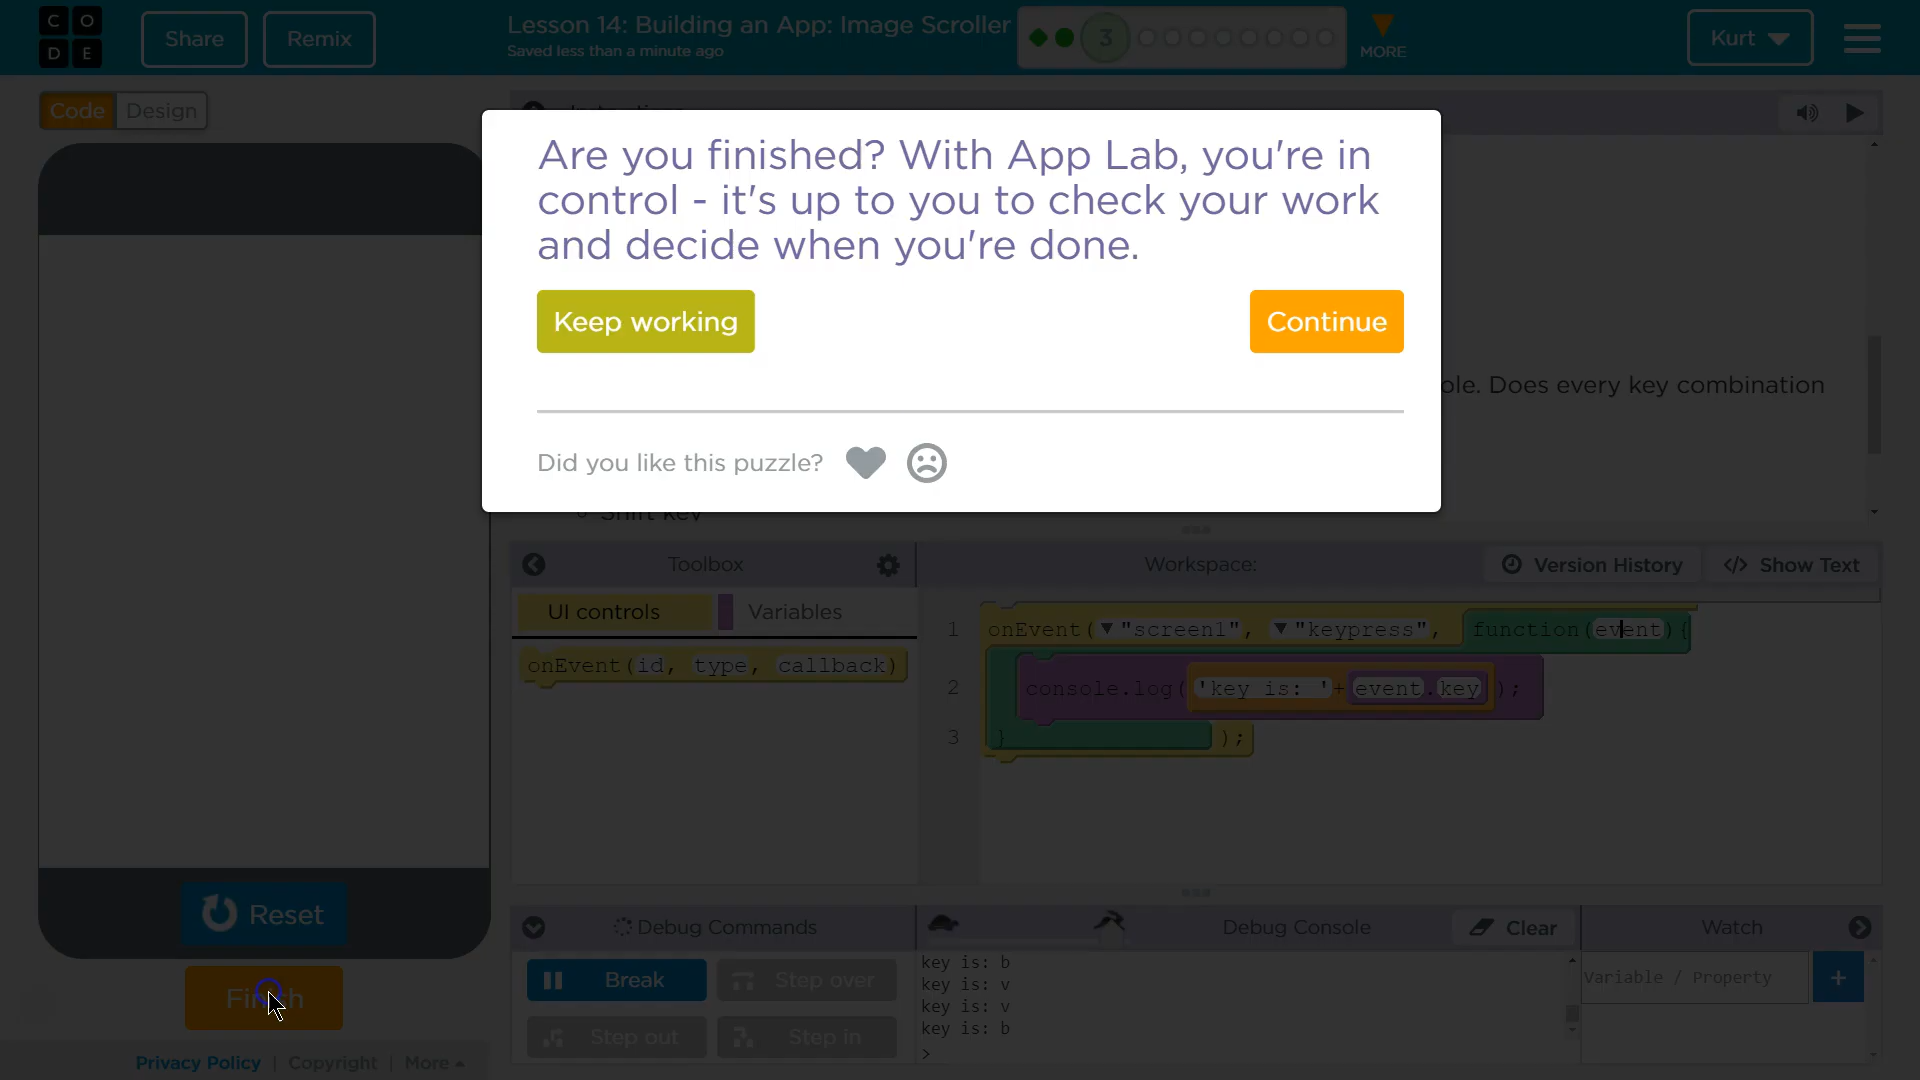 C O
D E
Share
Remix
Lesson 14: Building an App: Image Scroller
Saved less than a minute ago
3
MORE
Kurt
Code
Design
Are you finished? With App Lab, you're in
control - it's up to you to check your work
and decide when you're done.
Keep working
Continue
Did you like this puzzle?
ole. Does every key combination
Shift key
Toolbox
Workspace:
Version History
</> Show Text
UI controls
Variables
onEvent(id, type, callback)
1 onEvent(▼"screen1", ▼"keypress", function(event){
2 console.log('key is: '+event.key);
3 } );
Reset
Finish
Debug Commands
Debug Console
Clear
Watch
Break
Step over
Step out
Step in
key is: b
key is: v
key is: v
key is: b
>
Variable / Property
+
Privacy Policy | Copyright | More